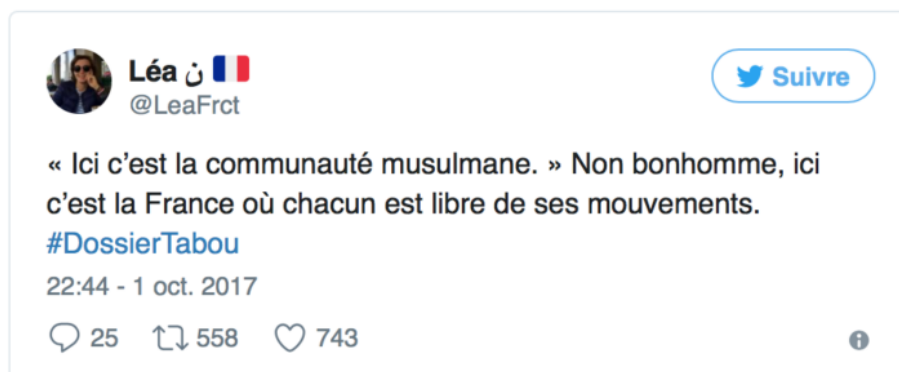 Léa ن 🇫🇷
@LeaFrct
Suivre
« Ici c’est la communauté musulmane. » Non bonhomme, ici
c’est la France où chacun est libre de ses mouvements.
#DossierTabou
22:44 - 1 oct. 2017
25 558 743